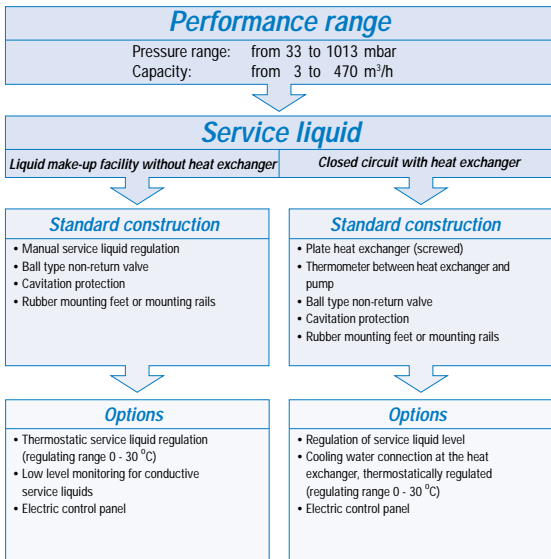 Performance range
Pressure range: from 33 to 1013 mbar
Capacity: from 3 to 470 m³/h
Service liquid
Liquid make-up facility without heat exchanger
Closed circuit with heat exchanger
Standard construction
• Manual service liquid regulation
• Ball type non-return valve
• Cavitation protection
• Rubber mounting feet or mounting rails
Standard construction
• Plate heat exchanger (screwed)
• Thermometer between heat exchanger and
pump
• Ball type non-return valve
• Cavitation protection
• Rubber mounting feet or mounting rails
Options
• Thermostatic service liquid regulation
(regulating range 0 - 30 °C)
• Low level monitoring for conductive
service liquids
• Electric control panel
Options
• Regulation of service liquid level
• Cooling water connection at the heat
exchanger, thermostatically regulated
(regulating range 0 - 30 °C)
• Electric control panel